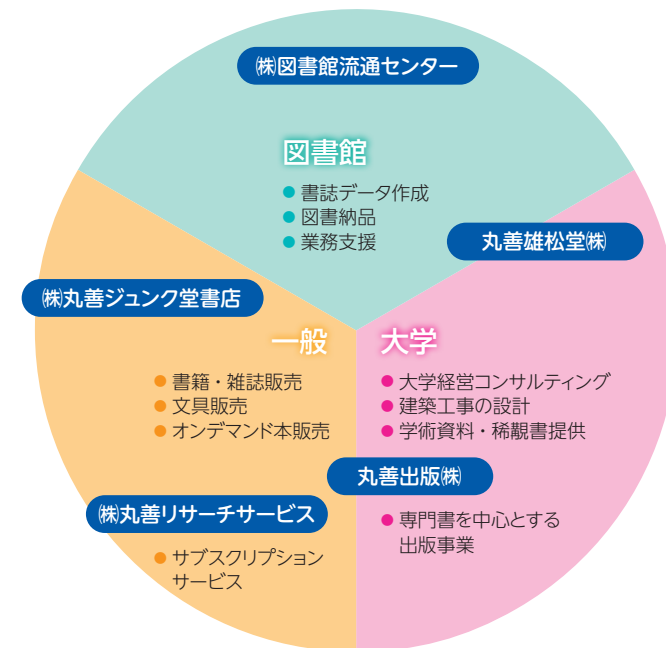 ㈱図書館流通センター
図書館
● 書誌データ作成
● 図書納品
● 業務支援
丸善雄松堂㈱
㈱丸善ジュンク堂書店
一般
● 書籍・雑誌販売
● 文具販売
● オンデマンド本販売
大学
● 大学経営コンサルティング
● 建築工事の設計
● 学術資料・稀覯書提供
丸善出版㈱
● 専門書を中心とする
出版事業
㈱丸善リサーチサービス
● サブスクリプション
サービス